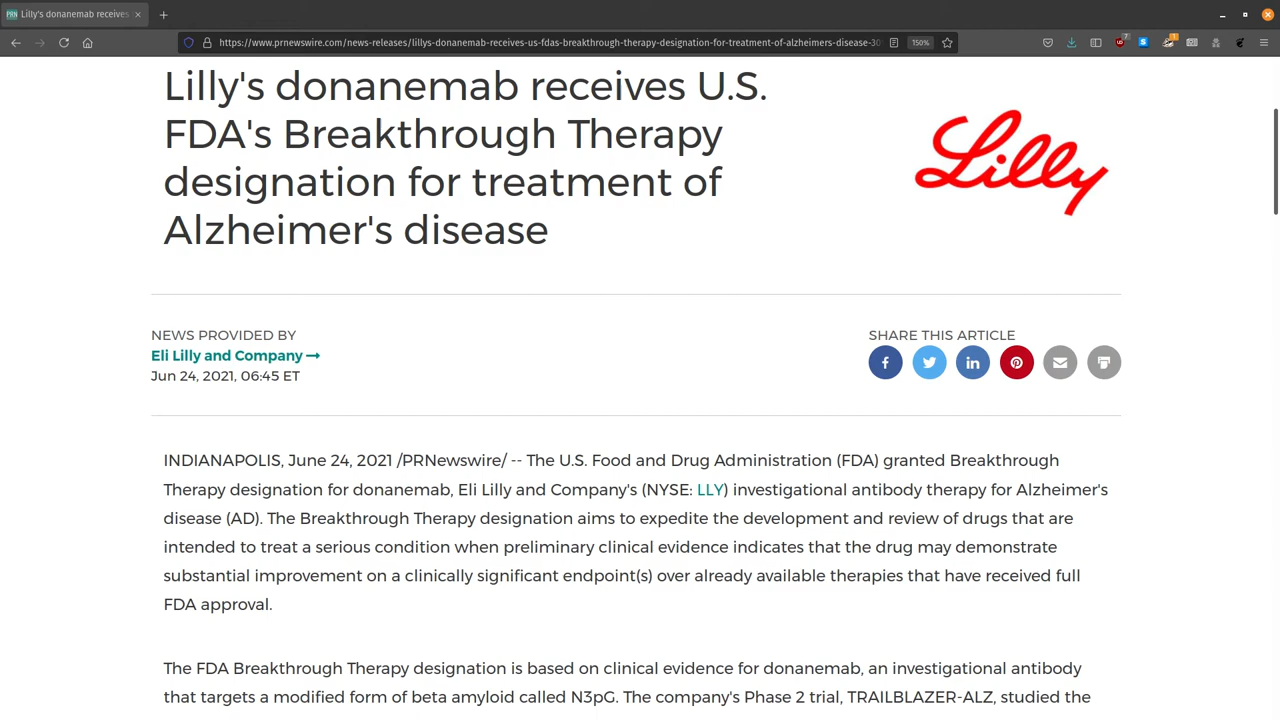 Lilly's donanemab receives
https://www.prnewswire.com/news-releases/lillys-donanemab-receives-us-fdas-breakthrough-therapy-designation-for-treatment-of-alzheimers-disease-30
150%
Lilly's donanemab receives U.S.
FDA's Breakthrough Therapy
designation for treatment of
Alzheimer's disease
Lilly
NEWS PROVIDED BY
Eli Lilly and Company
Jun 24, 2021, 06:45 ET
SHARE THIS ARTICLE
INDIANAPOLIS, June 24, 2021 /PRNewswire/ -- The U.S. Food and Drug Administration (FDA) granted Breakthrough
Therapy designation for donanemab, Eli Lilly and Company's (NYSE: LLY) investigational antibody therapy for Alzheimer's
disease (AD). The Breakthrough Therapy designation aims to expedite the development and review of drugs that are
intended to treat a serious condition when preliminary clinical evidence indicates that the drug may demonstrate
substantial improvement on a clinically significant endpoint(s) over already available therapies that have received full
FDA approval.
The FDA Breakthrough Therapy designation is based on clinical evidence for donanemab, an investigational antibody
that targets a modified form of beta amyloid called N3pG. The company's Phase 2 trial, TRAILBLAZER-ALZ, studied the